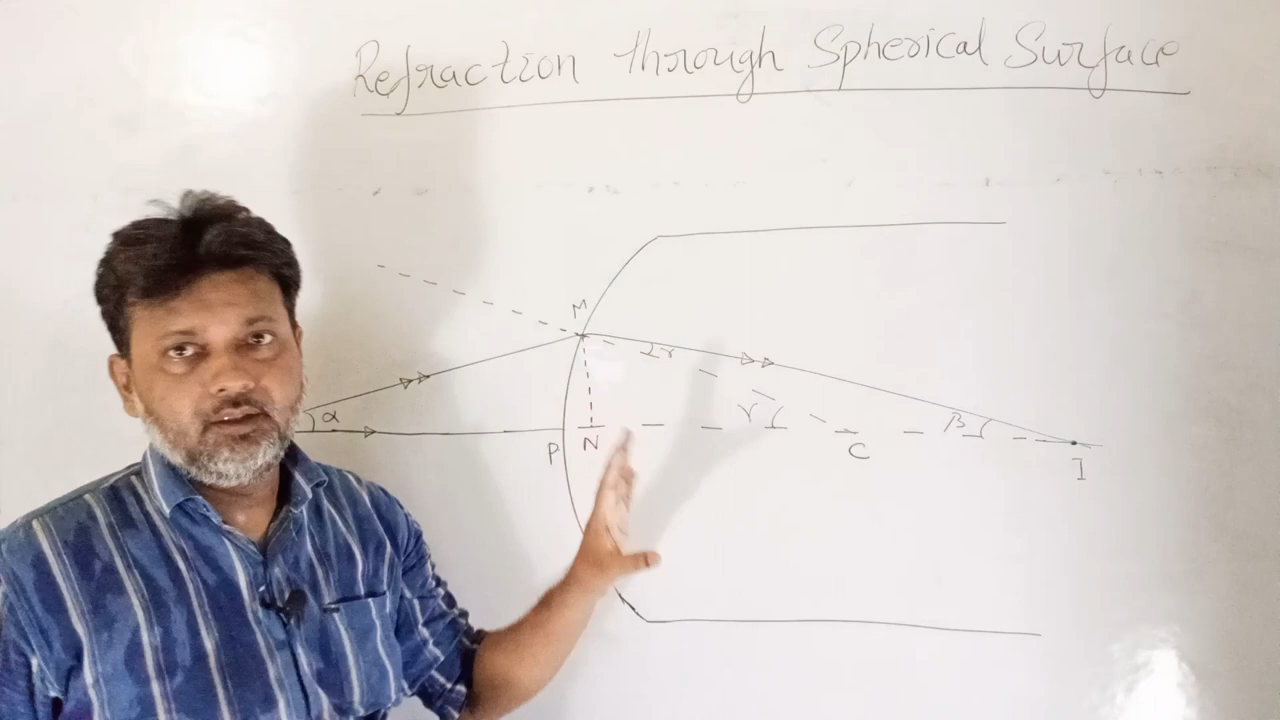 Refraction through Spherical Surface
M
∠r
α
γ
β
P
N
C
I